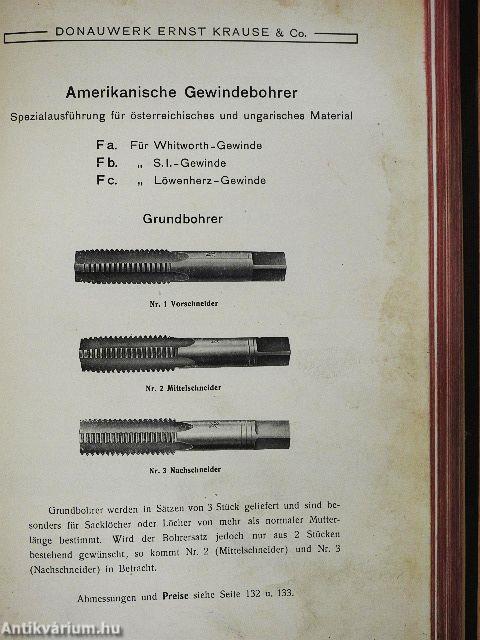 DONAUWERK ERNST KRAUSE & Co.
Amerikanische Gewindebohrer
Spezialausführung für österreichisches und ungarisches Material
Fa. Für Whitworth-Gewinde
Fb. „ S.I.-Gewinde
Fc. „ Löwenherz-Gewinde
Grundbohrer
Nr. 1 Vorschneider
Nr. 2 Mittelschneider
Nr. 3 Nachschneider
Grundbohrer werden in Sätzen von 3 Stück geliefert und sind be-
sonders für Sacklöcher oder Löcher von mehr als normaler Mutter-
länge bestimmt. Wird der Bohrersatz jedoch nur aus 2 Stücken
bestehend gewünscht, so kommt Nr. 2 (Mittelschneider) und Nr. 3
(Nachschneider) in Betracht.
Abmessungen und Preise siehe Seite 132 u. 133.
Antikvárium.hu